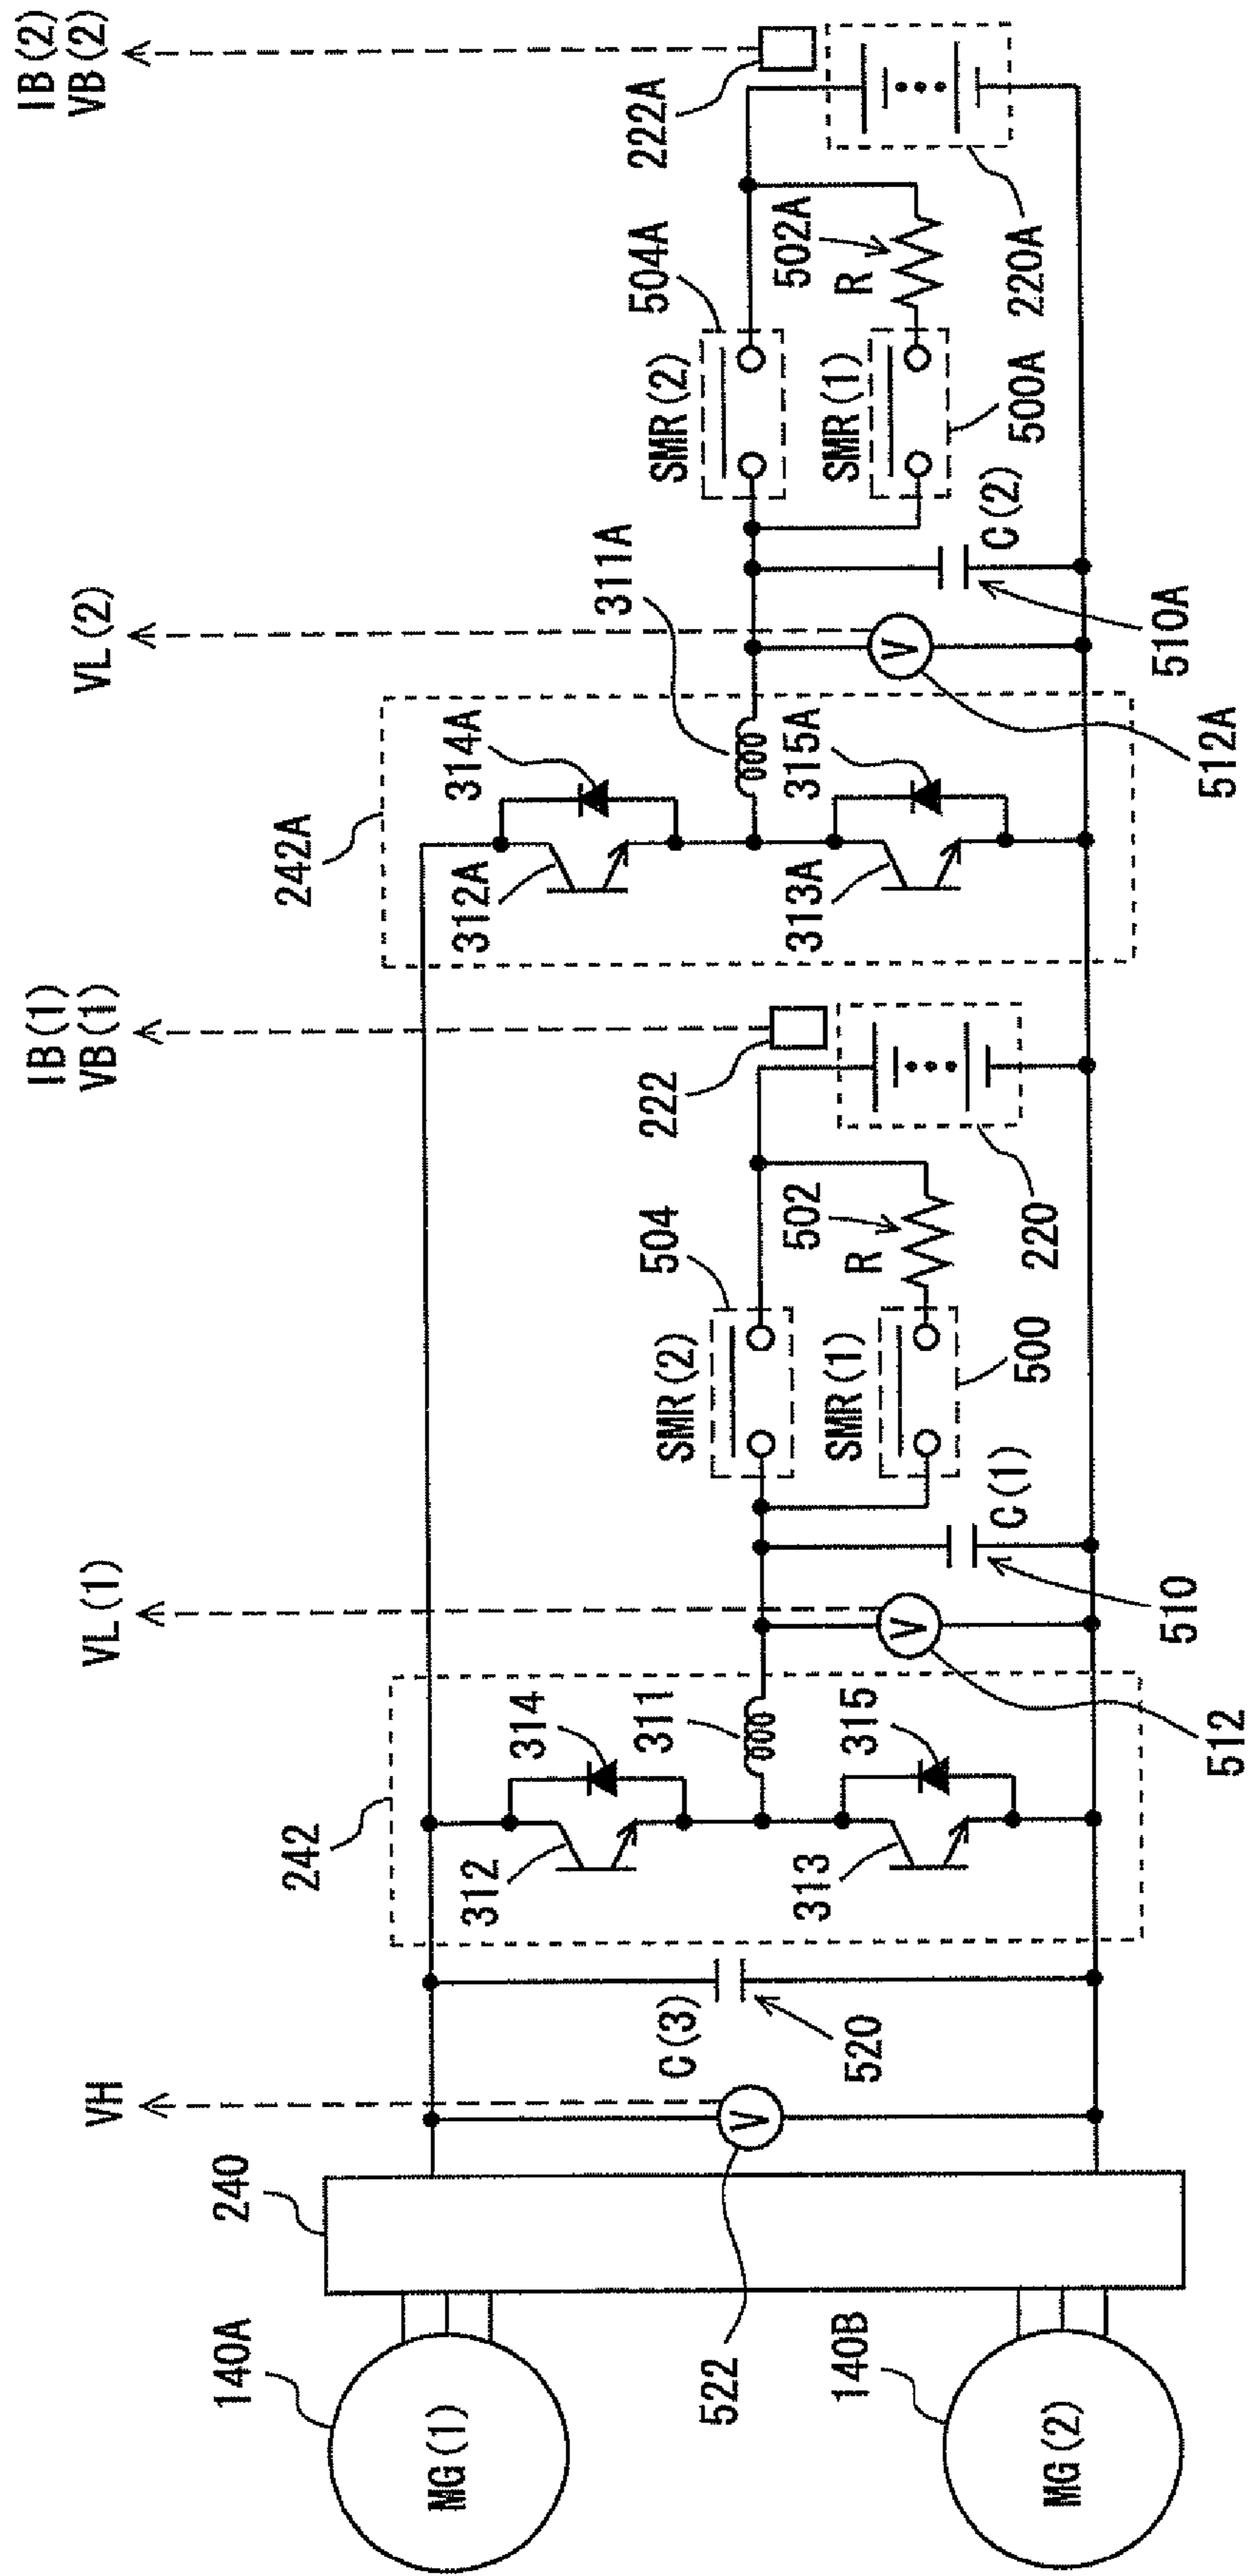 IB(2)
VB(2)
222A
504A
502A
R
220A
SMR(2)
SMR(1)
500A
C(2)
311A
510A
VL(2)
V
512A
242A
314A
312A
315A
313A
IB(1)
VB(1)
222
504
502
R
220
SMR(2)
SMR(1)
500
C(1)
510
VL(1)
V
512
242
314
311
315
312
313
C(3)
520
VH
V
522
240
140A
140B
MG(1)
MG(2)